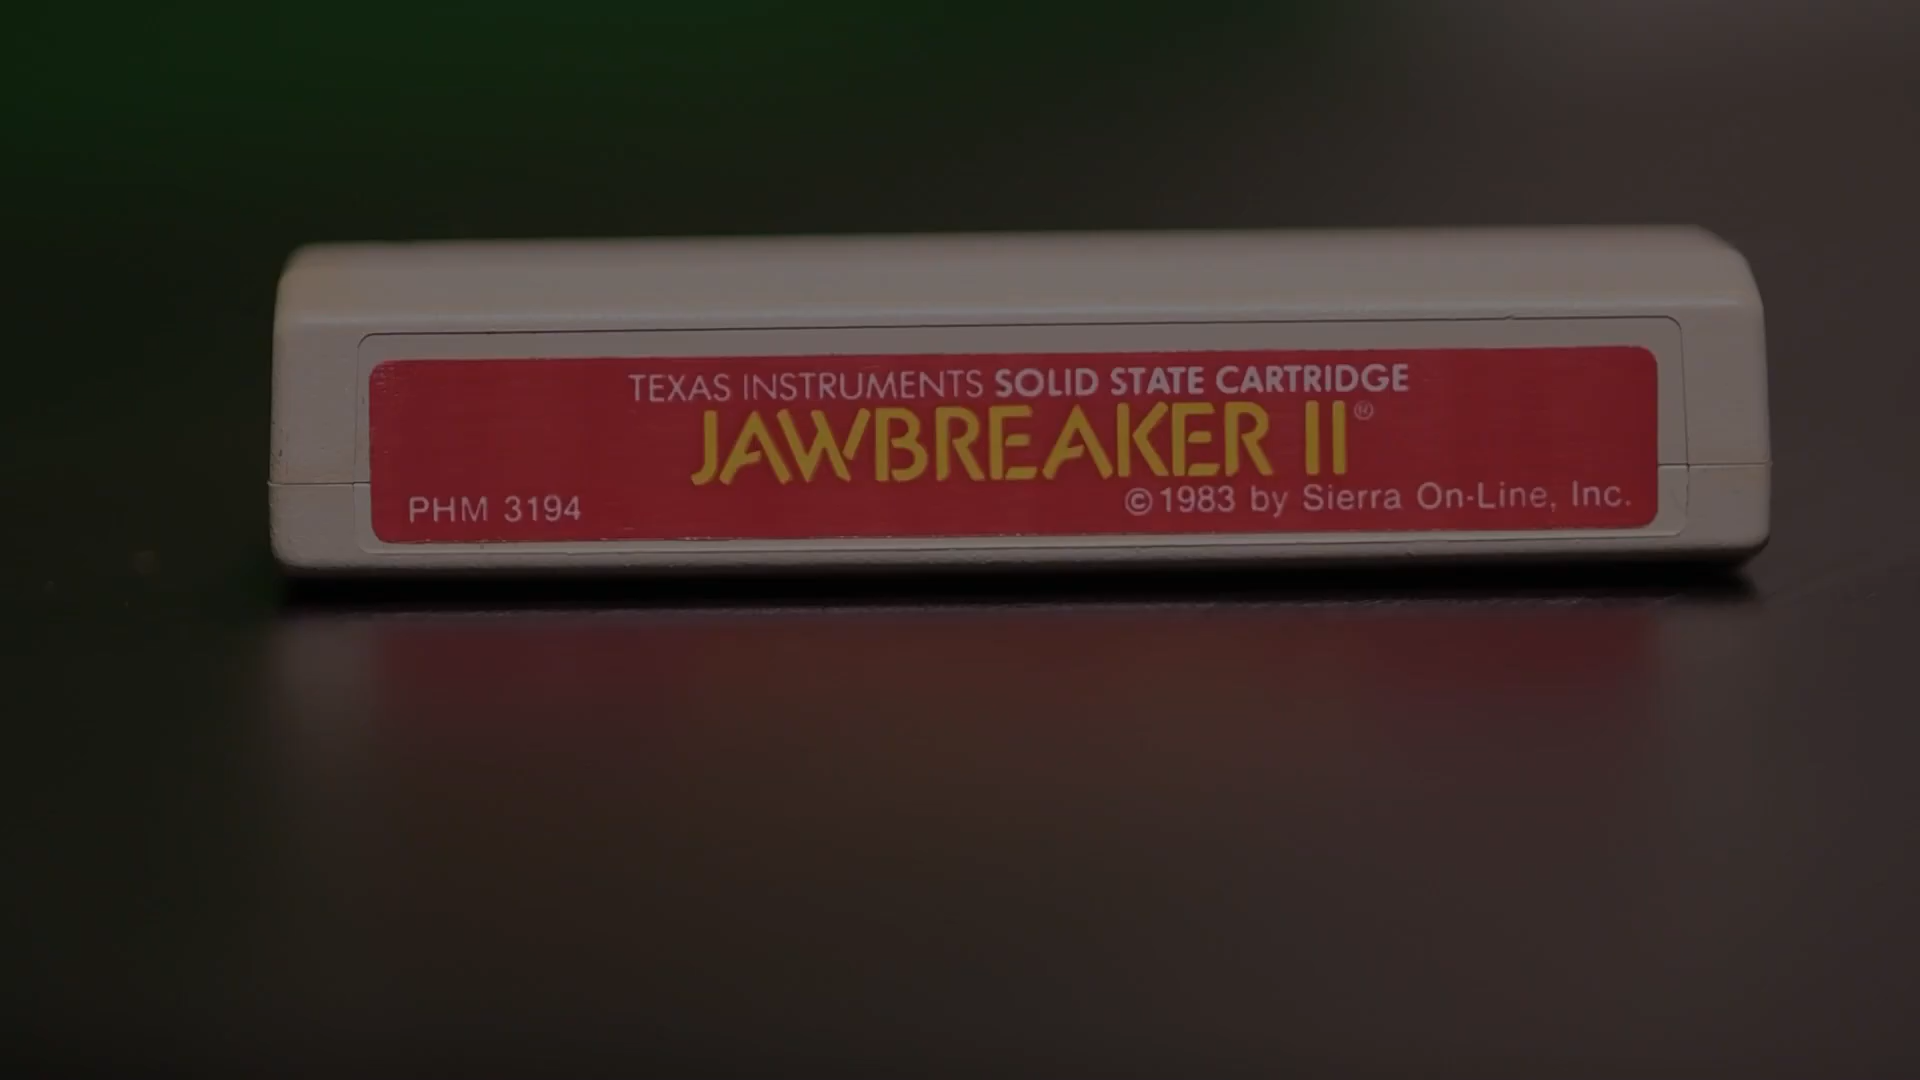 TEXAS INSTRUMENTS SOLID STATE CARTRIDGE
JAWBREAKER II®
PHM 3194
©1983 by Sierra On-Line, Inc.